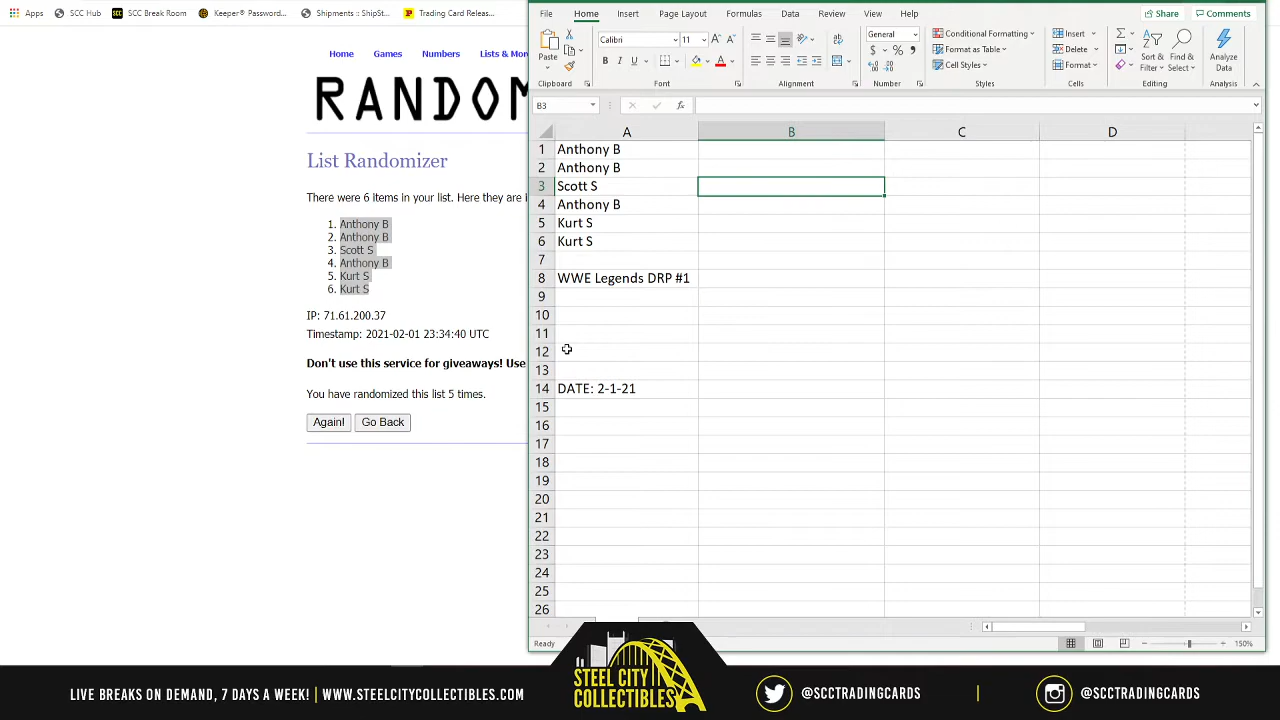 Apps SCC Hub SCC Break Room Keeper® Password... Shipments :: ShipSt... Trading Card Releas...
Home Games Numbers Lists & Mor
RANDOM
List Randomizer
There were 6 items in your list. Here they are i
1. Anthony B
2. Anthony B
3. Scott S
4. Anthony B
5. Kurt S
6. Kurt S
IP: 71.61.200.37
Timestamp: 2021-02-01 23:34:40 UTC
Don't use this service for giveaways! Use
You have randomized this list 5 times.
Again! Go Back
File Home Insert Page Layout Formulas Data Review View Help Share Comments
Paste
Calibri 11
B I U
General
$ % 9
Conditional Formatting
Format as Table
Cell Styles
Insert
Delete
Format
Sort & Filter
Find & Select
Analyze Data
Clipboard Font Alignment Number Styles Cells Editing Analysis
B3 fx
A B C D
1 Anthony B
2 Anthony B
3 Scott S
4 Anthony B
5 Kurt S
6 Kurt S
7
8 WWE Legends DRP #1
9
10
11
12
13
14 DATE: 2-1-21
15
16
17
18
19
20
21
22
23
24
25
26
Ready 150%
LIVE BREAKS ON DEMAND, 7 DAYS A WEEK! | WWW.STEELCITYCOLLECTIBLES.COM
STEEL CITY
COLLECTIBLES
@SCCTRADINGCARDS | @SCCTRADINGCARDS